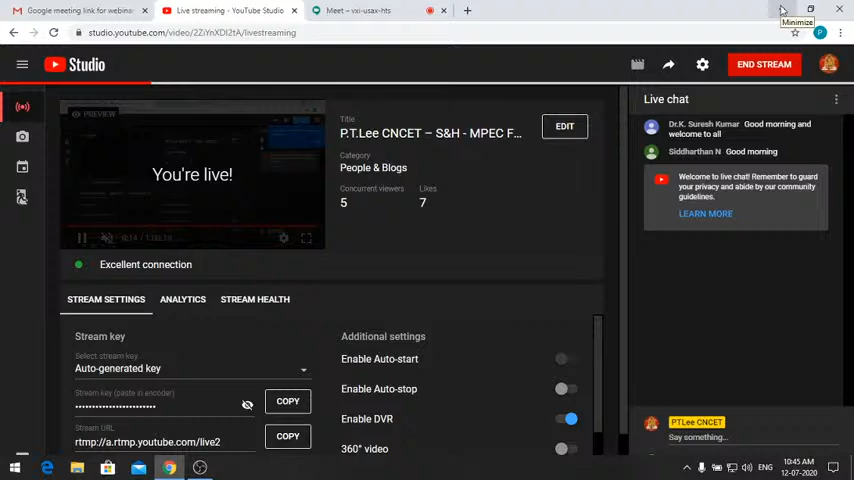 Google meeting link for webina
Live streaming - YouTube Studio
Meet – vxi-usax-hts
Minimize
studio.youtube.com/video/2ZiYnXDI2tA/livestreaming
P
Studio
END STREAM
PREVIEW
You're live!
Title
P.T.Lee CNCET – S&H - MPEC F...
EDIT
Category
People & Blogs
Concurrent viewers
Likes
5
7
Excellent connection
Live chat
Dr.K. Suresh Kumar Good morning and
welcome to all
Siddharthan N Good morning
Welcome to live chat! Remember to guard
your privacy and abide by our community
guidelines.
LEARN MORE
STREAM SETTINGS
ANALYTICS
STREAM HEALTH
Stream key
Select stream key
Auto-generated key
Stream key (paste in encoder)
••••••••••••••••••••••••
COPY
Stream URL
rtmp://a.rtmp.youtube.com/live2
COPY
Additional settings
Enable Auto-start
Enable Auto-stop
Enable DVR
360° video
PTLee CNCET
Say something...
ENG
10:45 AM
12-07-2020